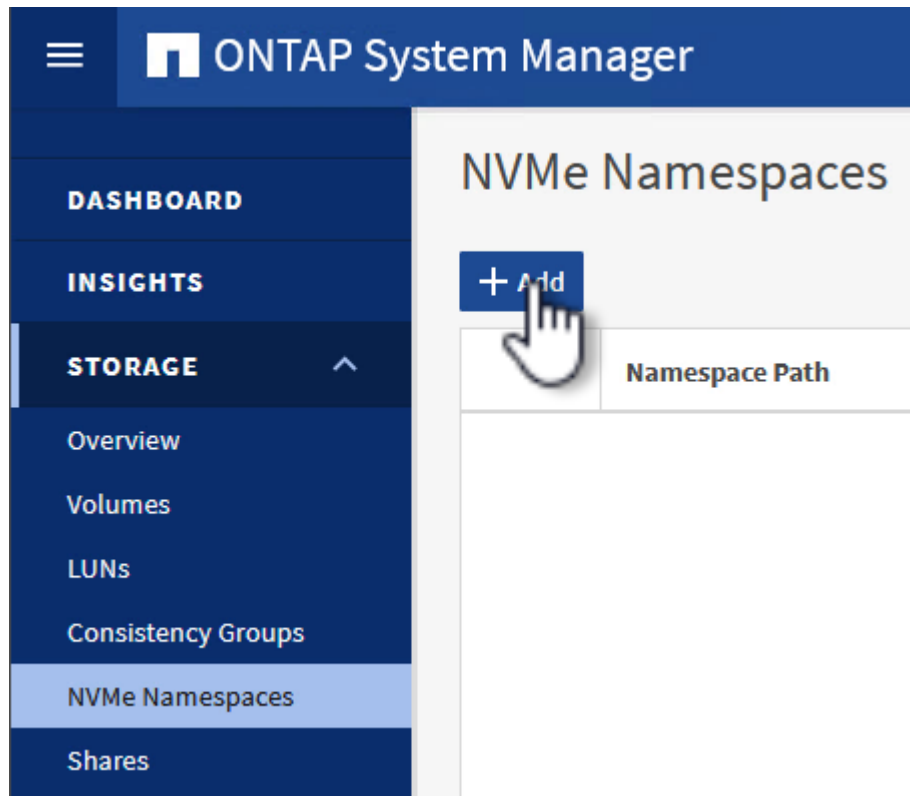 ONTAP System Manager
DASHBOARD
INSIGHTS
STORAGE
Overview
Volumes
LUNs
Consistency Groups
NVMe Namespaces
Shares
NVMe Namespaces
+ Add
Namespace Path